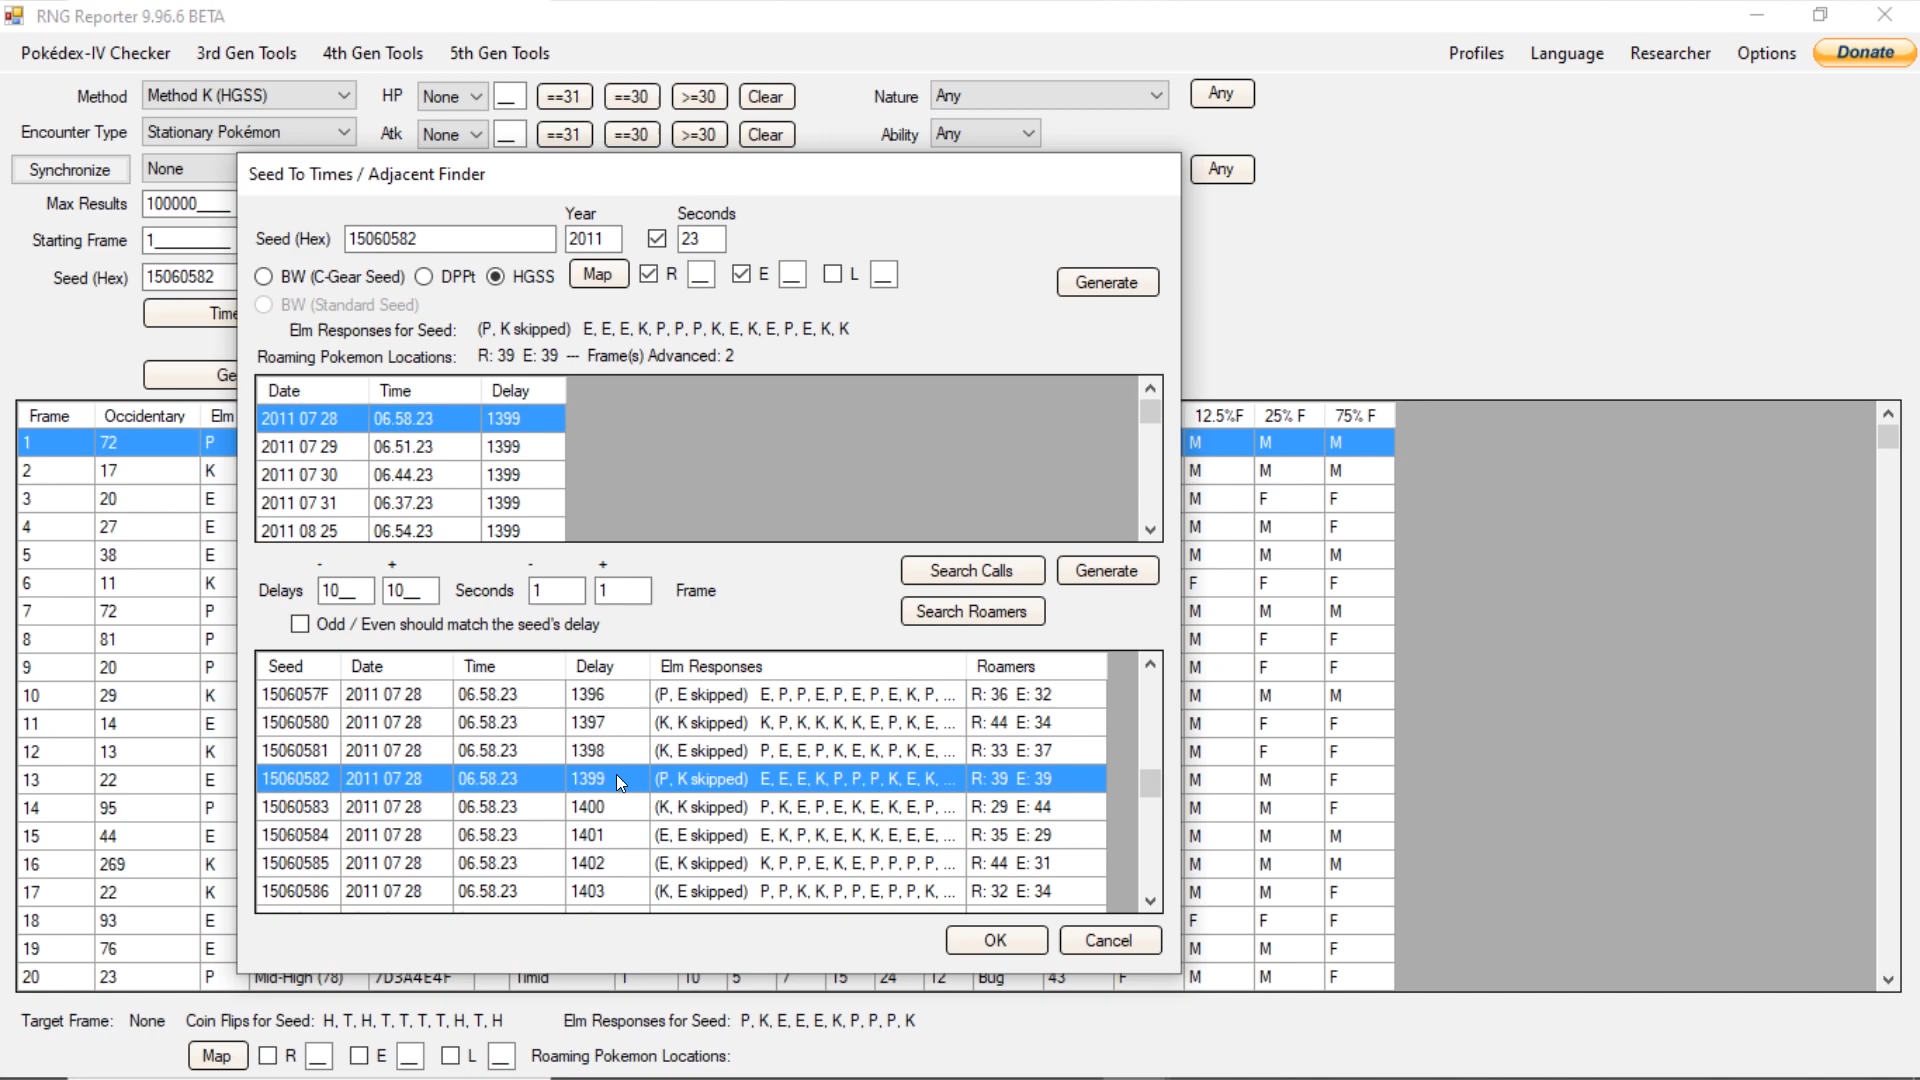 RNG Reporter 9.96.6 BETA
Pokédex-IV Checker 3rd Gen Tools 4th Gen Tools 5th Gen Tools Profiles Language Researcher Options Donate
Method Method K (HGSS) HP None __ ==31 ==30 >=30 Clear Nature Any Any
Encounter Type Stationary Pokémon Atk None __ ==31 ==30 >=30 Clear Ability Any
Synchronize None Any
Max Results 100000____
Starting Frame 1_________
Seed (Hex) 15060582
Time
Ge
Seed To Times / Adjacent Finder
Year Seconds
Seed (Hex) 15060582 2011 23
BW (C-Gear Seed) DPPt HGSS Map R __ E __ L __ Generate
BW (Standard Seed)
Elm Responses for Seed: (P, K skipped) E, E, E, K, P, P, P, K, E, K, E, P, E, K, K
Roaming Pokemon Locations: R: 39 E: 39 --- Frame(s) Advanced: 2
Date Time Delay
2011 07 28 06.58.23 1399
2011 07 29 06.51.23 1399
2011 07 30 06.44.23 1399
2011 07 31 06.37.23 1399
2011 08 25 06.54.23 1399
- + - +
Delays 10__ 10__ Seconds 1 1 Frame Search Calls Generate
Search Roamers
Odd / Even should match the seed's delay
Seed Date Time Delay Elm Responses Roamers
1506057F 2011 07 28 06.58.23 1396 (P, E skipped) E, P, P, E, P, E, P, E, K, P, ... R: 36 E: 32
15060580 2011 07 28 06.58.23 1397 (K, K skipped) K, P, K, K, K, K, E, P, K, E, ... R: 44 E: 34
15060581 2011 07 28 06.58.23 1398 (K, E skipped) P, E, E, P, K, E, K, P, K, E, ... R: 33 E: 37
15060582 2011 07 28 06.58.23 1399 (P, K skipped) E, E, E, K, P, P, P, K, E, K, ... R: 39 E: 39
15060583 2011 07 28 06.58.23 1400 (K, K skipped) P, K, E, P, E, K, E, K, E, P, ... R: 29 E: 44
15060584 2011 07 28 06.58.23 1401 (E, E skipped) E, K, P, K, E, K, K, E, E, E, ... R: 35 E: 29
15060585 2011 07 28 06.58.23 1402 (E, K skipped) K, P, P, E, K, E, P, P, P, P, ... R: 44 E: 31
15060586 2011 07 28 06.58.23 1403 (K, E skipped) P, P, K, K, P, P, E, P, P, K, ... R: 32 E: 34
OK Cancel
Frame Occidentary Elm 12.5%F 25% F 75% F
1 72 P M M M
2 17 K M M M
3 20 E M F F
4 27 E M M F
5 38 E M M M
6 11 K F F F
7 72 P M M M
8 81 P M F F
9 20 P M F F
10 29 K M M M
11 14 E M F F
12 13 K M F F
13 22 E M M M
14 95 P M M M
15 44 E M M M
16 269 K M M M
17 22 K M M F
18 93 E F F F
19 76 E M M F
20 23 P Mid-High (78) 7D3A4E4F Timid 1 10 5 7 15 24 12 Bug 43 F M M F
Target Frame: None Coin Flips for Seed: H, T, H, T, T, T, T, H, T, H Elm Responses for Seed: P, K, E, E, E, K, P, P, P, K
Map R __ E __ L __ Roaming Pokemon Locations: